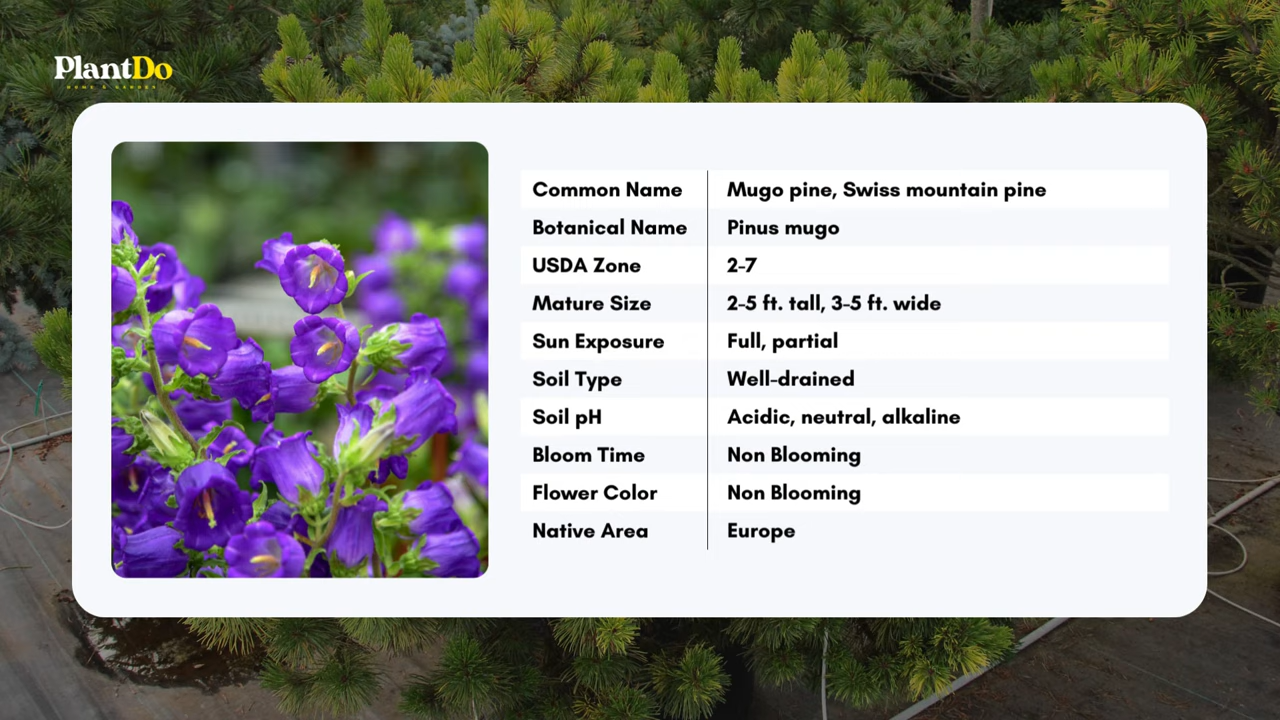 PlantDo
HOME & GARDEN
Common Name Mugo pine, Swiss mountain pine
Botanical Name Pinus mugo
USDA Zone 2-7
Mature Size 2-5 ft. tall, 3-5 ft. wide
Sun Exposure Full, partial
Soil Type Well-drained
Soil pH Acidic, neutral, alkaline
Bloom Time Non Blooming
Flower Color Non Blooming
Native Area Europe